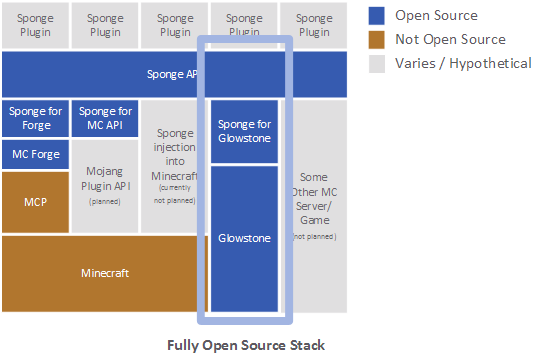 Sponge Plugin
Sponge Plugin
Sponge Plugin
Sponge Plugin
Sponge Plugin
Open Source
Not Open Source
Varies / Hypothetical
Sponge API
Sponge for
Forge
Sponge for
MC API
Sponge
injection
into
Minecraft
(currently
not planned)
Sponge for
Glowstone
Some
Other MC
Server/
Game
(not planned)
MC Forge
Mojang
Plugin API
(planned)
MCP
Glowstone
Minecraft
Fully Open Source Stack